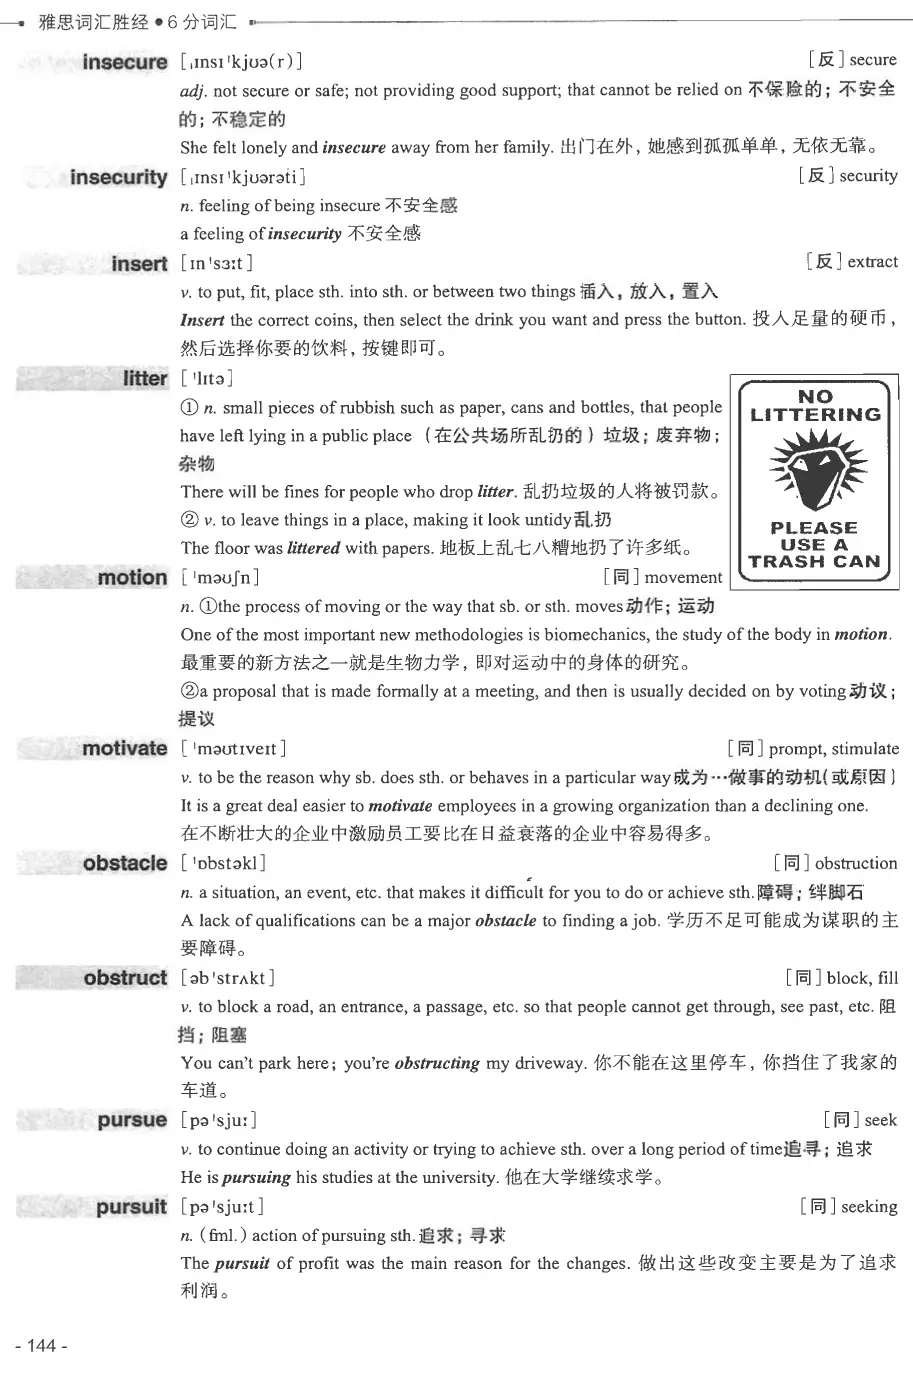 雅思词汇胜经•6分词汇
insecure [ˌɪnsɪˈkjʊə(r)] [反] secure
adj. not secure or safe; not providing good support; that cannot be relied on 不保险的; 不安全
的; 不稳定的
She felt lonely and insecure away from her family. 出门在外, 她感到孤孤单单, 无依无靠。
insecurity [ˌɪnsɪˈkjʊərəti] [反] security
n. feeling of being insecure 不安全感
a feeling of insecurity 不安全感
insert [ɪnˈsɜːt] [反] extract
v. to put, fit, place sth. into sth. or between two things 插入, 放入, 置入
Insert the correct coins, then select the drink you want and press the button. 投入足量的硬币,
然后选择你要的饮料, 按键即可。
litter [ˈlɪtə]
① n. small pieces of rubbish such as paper, cans and bottles, that people
have left lying in a public place (在公共场所乱扔的) 垃圾; 废弃物;
杂物
There will be fines for people who drop litter. 乱扔垃圾的人将被罚款。
② v. to leave things in a place, making it look untidy乱扔
The floor was littered with papers. 地板上乱七八糟地扔了许多纸。
NO
LITTERING
PLEASE
USE A
TRASH CAN
motion [ˈməʊʃn] [同] movement
n. ①the process of moving or the way that sb. or sth. moves动作; 运动
One of the most important new methodologies is biomechanics, the study of the body in motion.
最重要的新方法之一就是生物力学, 即对运动中的身体的研究。
②a proposal that is made formally at a meeting, and then is usually decided on by voting动议;
提议
motivate [ˈməʊtɪveɪt] [同] prompt, stimulate
v. to be the reason why sb. does sth. or behaves in a particular way成为…做事的动机(或原因)
It is a great deal easier to motivate employees in a growing organization than a declining one.
在不断壮大的企业中激励员工要比在日益衰落的企业中容易得多。
obstacle [ˈɒbstəkl] [同] obstruction
n. a situation, an event, etc. that makes it difficult for you to do or achieve sth.障碍; 绊脚石
A lack of qualifications can be a major obstacle to finding a job. 学历不足可能成为谋职的主
要障碍。
obstruct [əbˈstrʌkt] [同] block, fill
v. to block a road, an entrance, a passage, etc. so that people cannot get through, see past, etc. 阻
挡; 阻塞
You can't park here; you're obstructing my driveway. 你不能在这里停车, 你挡住了我家的
车道。
pursue [pəˈsjuː] [同] seek
v. to continue doing an activity or trying to achieve sth. over a long period of time追寻; 追求
He is pursuing his studies at the university. 他在大学继续求学。
pursuit [pəˈsjuːt] [同] seeking
n. (fml.) action of pursuing sth.追求; 寻求
The pursuit of profit was the main reason for the changes. 做出这些改变主要是为了追求
利润。
- 144 -